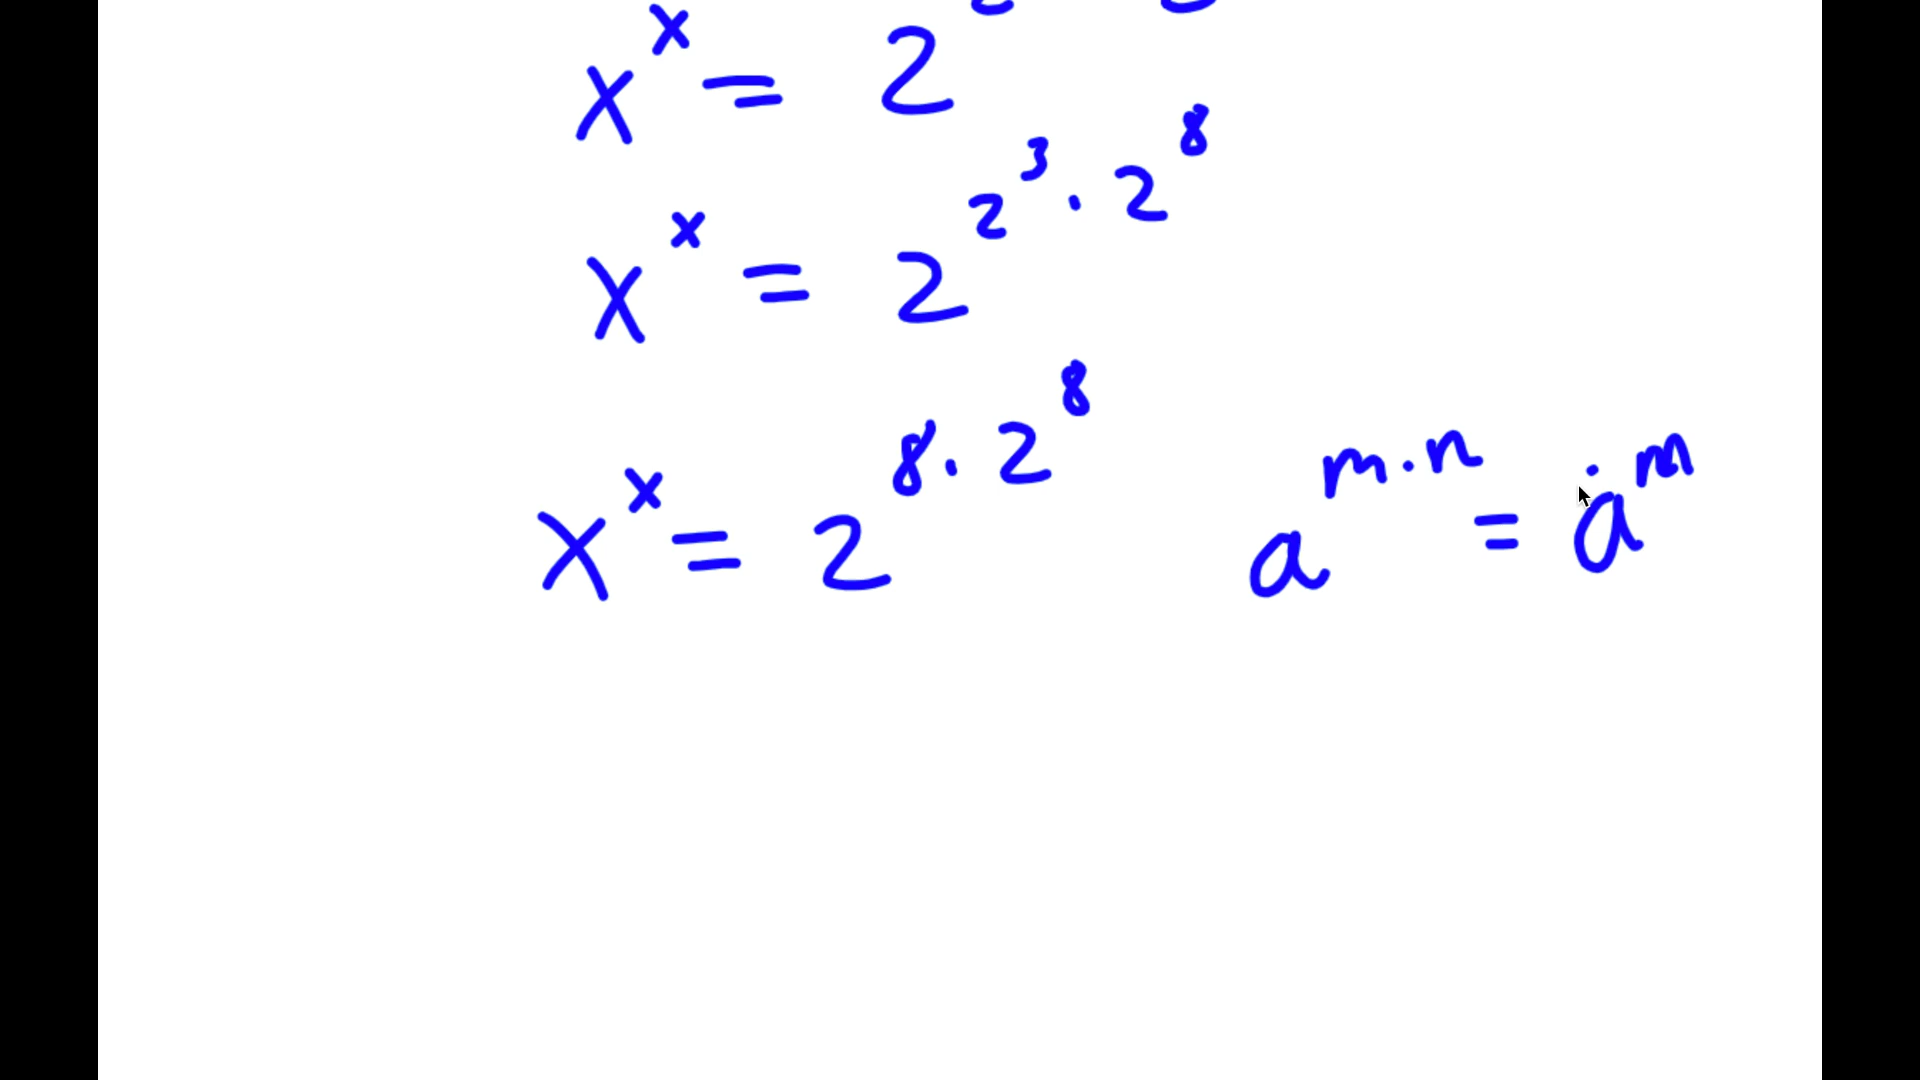 x^x = 2
x^x = 2^{2^3 · 2^8}
x^x = 2^{8 · 2^8}
a^{m·n} = a^m